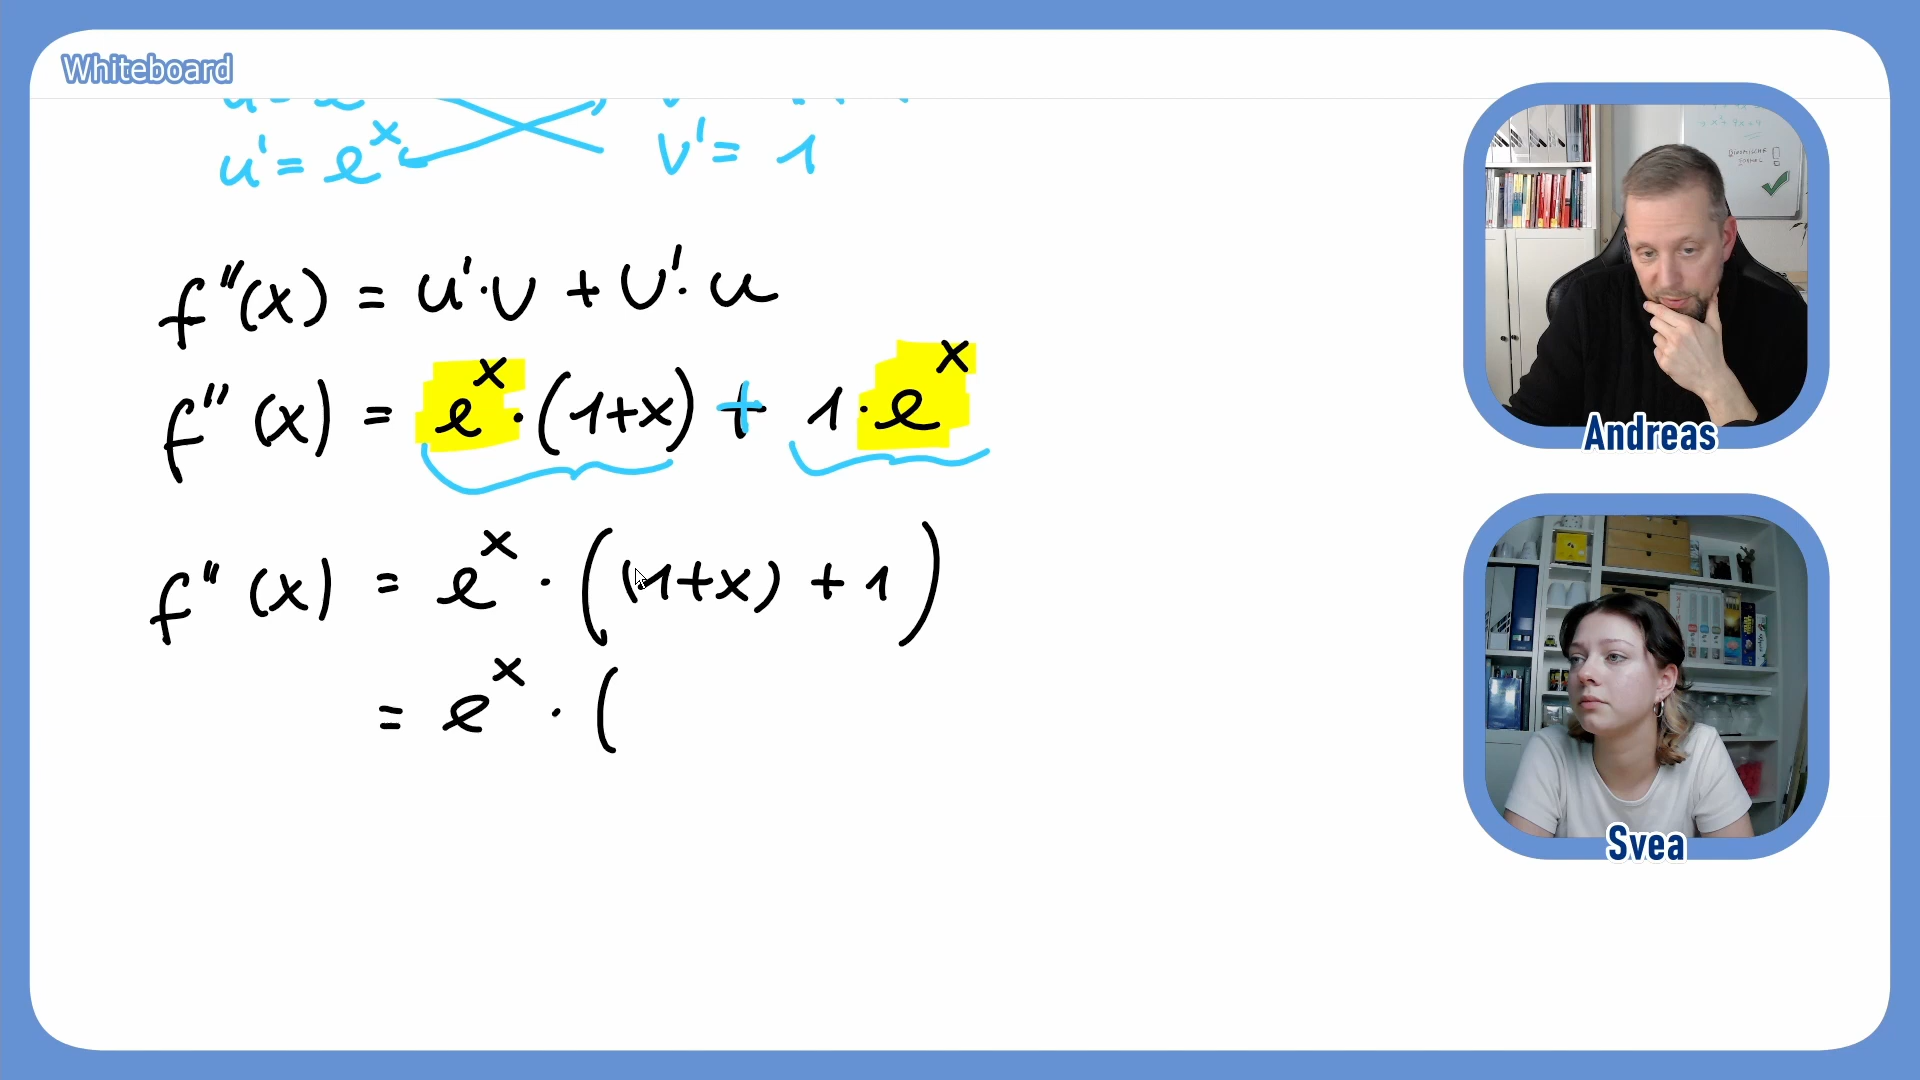 Whiteboard
u'= e^x v'= 1
f''(x) = u'·v + v'·u
f''(x) = e^x·(1+x) + 1·e^x
f''(x) = e^x · ((1+x) + 1)
= e^x · (
Andreas
Svea